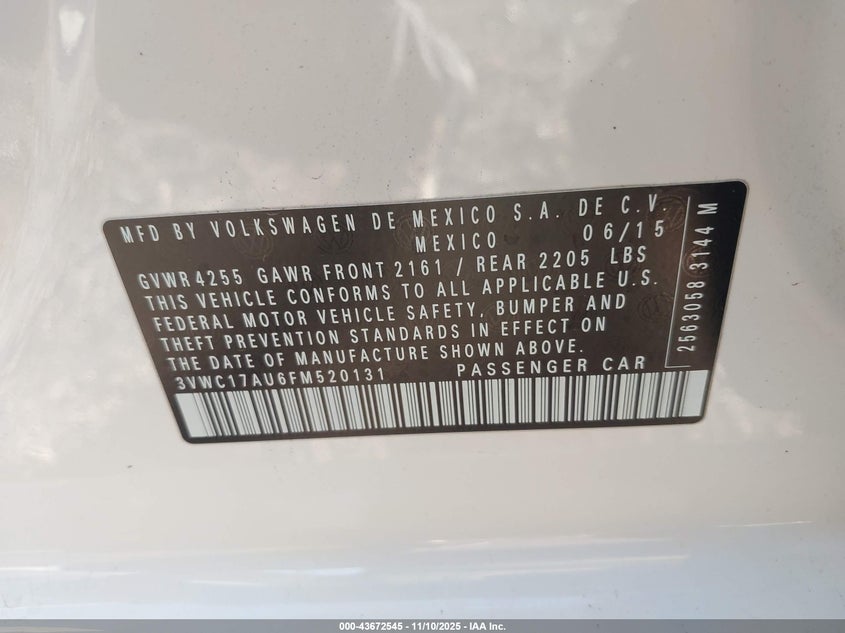 MFD BY VOLKSWAGEN DE MEXICO S.A. DE C.V.
MEXICO 06/15
GVWR 4255 GAWR FRONT 2161 / REAR 2205 LBS
THIS VEHICLE CONFORMS TO ALL APPLICABLE U.S.
FEDERAL MOTOR VEHICLE SAFETY, BUMPER AND
THEFT PREVENTION STANDARDS IN EFFECT ON
THE DATE OF MANUFACTURE SHOWN ABOVE.
3VWC17AU6FM520131 PASSENGER CAR
2563058 3144 M
000-43672545 - 11/10/2025 - IAA Inc.